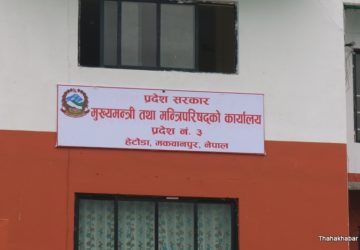 प्रदेश सरकार
मुख्यमन्त्री तथा मन्त्रिपरिषद्को कार्यालय
प्रदेश नं. ३
हेटौंडा, मकवानपुर, नेपाल
Thahakhabar